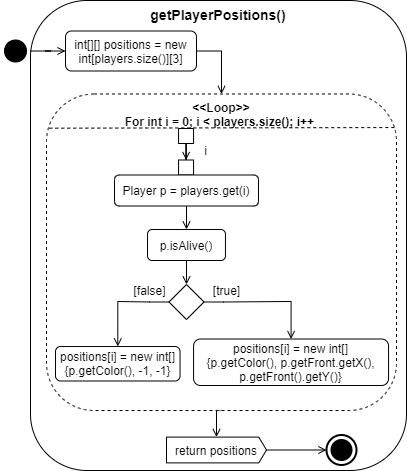 getPlayerPositions()
int[][] positions = new
int[players.size()][3]
<<Loop>>
For int i = 0; i < players.size(); i++
i
Player p = players.get(i)
p.isAlive()
[false]
[true]
positions[i] = new int[]
{p.getColor(), -1, -1}
positions[i] = new int[]
{p.getColor(), p.getFront.getX(),
p.getFront().getY()}
return positions